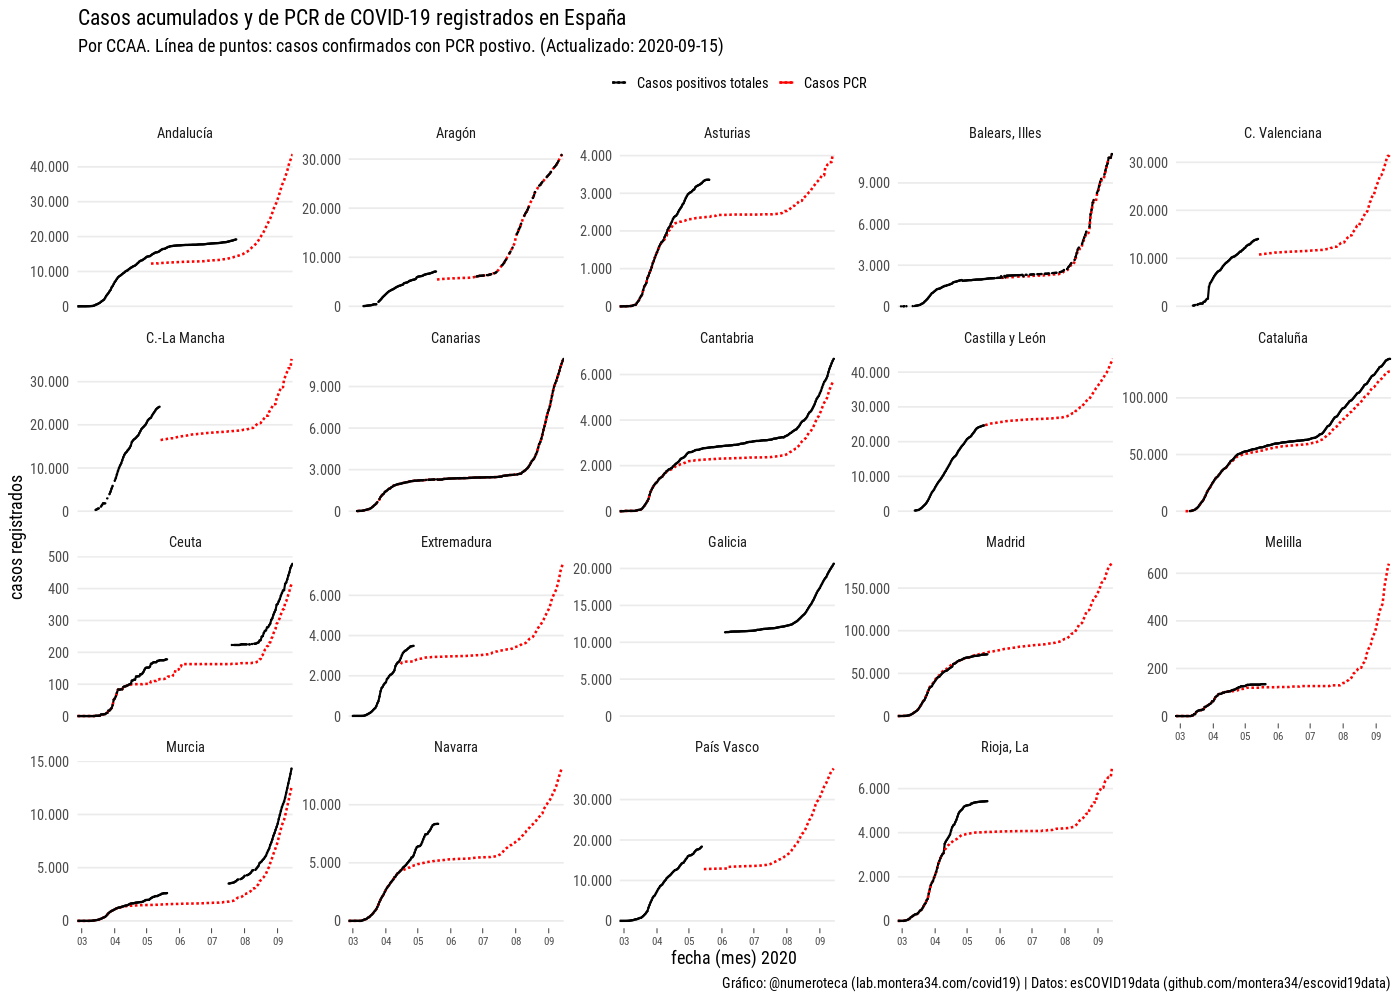 Casos acumulados y de PCR de COVID-19 registrados en España
Por CCAA. Línea de puntos: casos confirmados con PCR postivo. (Actualizado: 2020-09-15)
Casos positivos totales Casos PCR
casos registrados
Andalucía
40.000
30.000
20.000
10.000
0
Aragón
30.000
20.000
10.000
0
Asturias
4.000
3.000
2.000
1.000
0
Balears, Illes
9.000
6.000
3.000
0
C. Valenciana
30.000
20.000
10.000
0
C.-La Mancha
30.000
20.000
10.000
0
Canarias
9.000
6.000
3.000
0
Cantabria
6.000
4.000
2.000
0
Castilla y León
40.000
30.000
20.000
10.000
0
Cataluña
100.000
50.000
0
Ceuta
500
400
300
200
100
0
Extremadura
6.000
4.000
2.000
0
Galicia
20.000
15.000
10.000
5.000
0
Madrid
150.000
100.000
50.000
0
Melilla
600
400
200
0
03 04 05 06 07 08 09
Murcia
15.000
10.000
5.000
0
03 04 05 06 07 08 09
Navarra
10.000
5.000
0
03 04 05 06 07 08 09
País Vasco
30.000
20.000
10.000
0
03 04 05 06 07 08 09
Rioja, La
6.000
4.000
2.000
0
03 04 05 06 07 08 09
fecha (mes) 2020
Gráfico: @numeroteca (lab.montera34.com/covid19) | Datos: esCOVID19data (github.com/montera34/escovid19data)